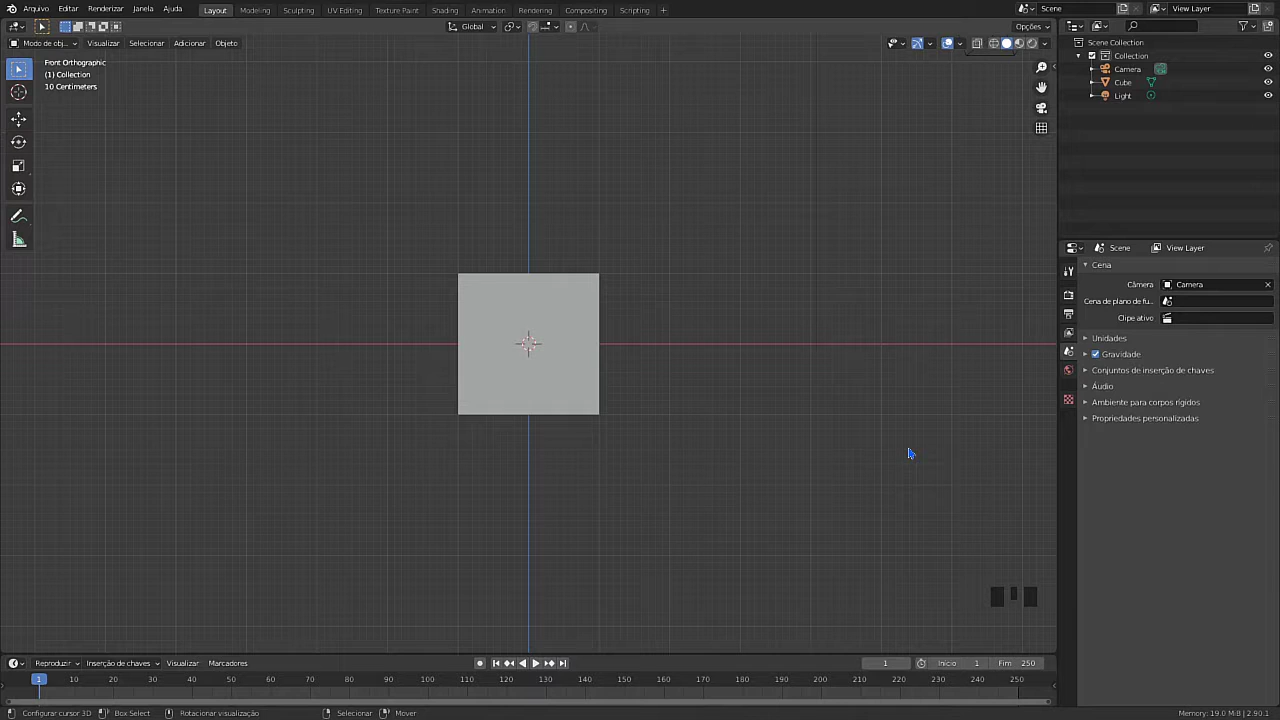 Arquivo Editar Renderizar Janela Ajuda Layout Modeling Sculpting UV Editing Texture Paint Shading Animation Rendering Compositing Scripting + Scene View Layer
Global Opções
Modo de obj... Visualizar Selecionar Adicionar Objeto
Front Orthographic
(1) Collection
10 Centimeters
Scene Collection
Collection
Camera
Cube
Light
Scene View Layer
Cena
Câmera Camera
Cena de plano de fu..
Clipe ativo
Unidades
Gravidade
Conjuntos de inserção de chaves
Áudio
Ambiente para corpos rígidos
Propriedades personalizadas
Reproduzir Inserção de chaves Visualizar Marcadores 1 Início 1 Fim 250
1 10 20 30 40 50 60 70 80 90 100 110 120 130 140 150 160 170 180 190 200 210 220 230 240 250
Configurar cursor 3D Box Select Rotacionar visualização Selecionar Mover Memory: 19.0 MiB | 2.90.1